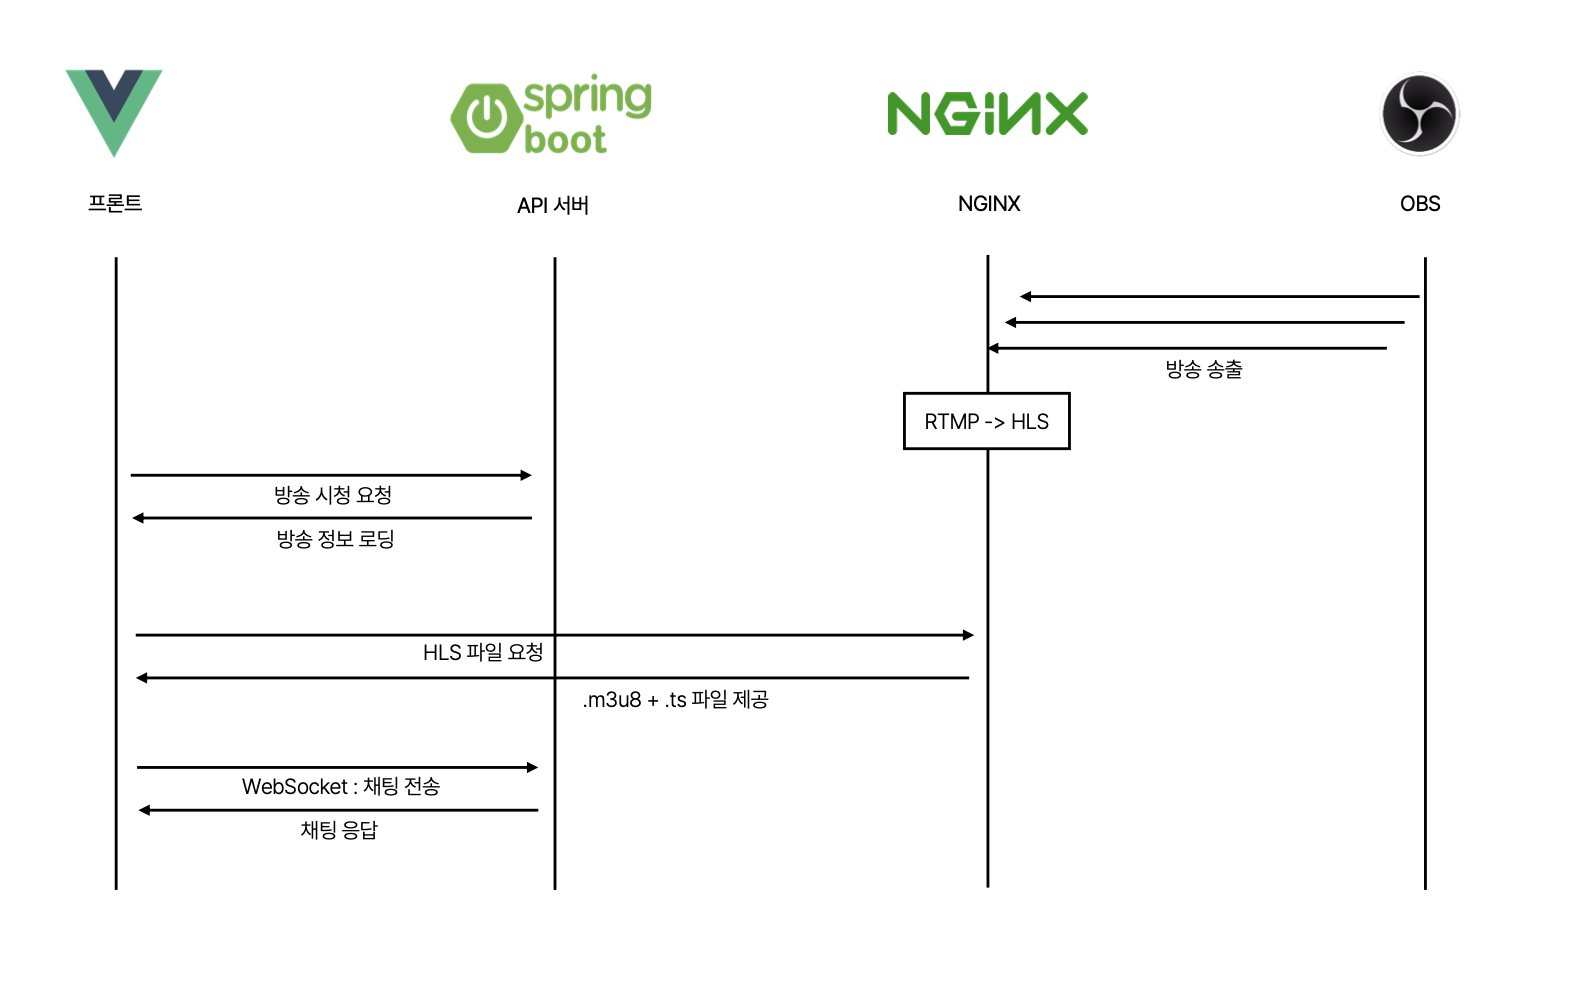 spring
boot
NGINX
프론트
API 서버
NGINX
OBS
방송 송출
RTMP -> HLS
방송 시청 요청
방송 정보 로딩
HLS 파일 요청
.m3u8 + .ts 파일 제공
WebSocket : 채팅 전송
채팅 응답